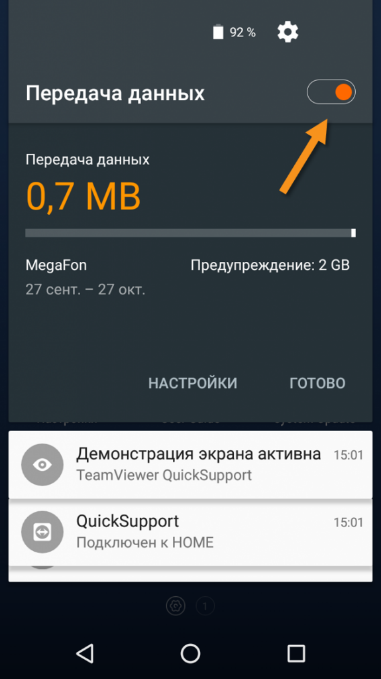 92 %
Передача данных
Передача данных
0,7 MB
MegaFon
Предупреждение: 2 GB
27 сент. – 27 окт.
НАСТРОЙКИ
ГОТОВО
Демонстрация экрана активна
15:01
TeamViewer QuickSupport
QuickSupport
15:01
Подключен к HOME